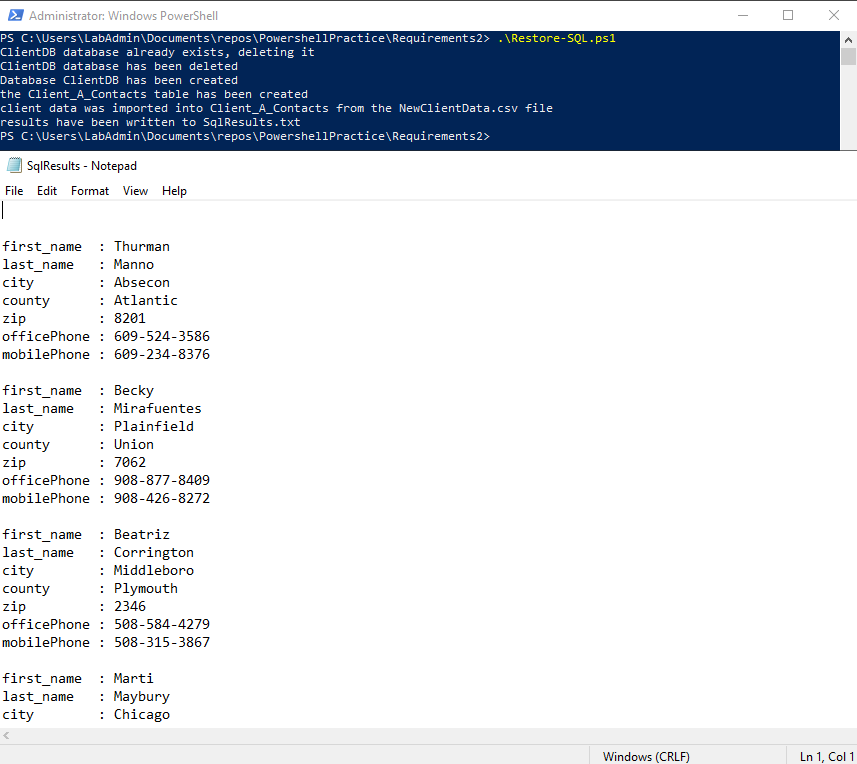 Administrator: Windows PowerShell
PS C:\Users\LabAdmin\Documents\repos\PowershellPractice\Requirements2> .\Restore-SQL.ps1
ClientDB database already exists, deleting it
ClientDB database has been deleted
Database ClientDB has been created
the Client_A_Contacts table has been created
client data was imported into Client_A_Contacts from the NewClientData.csv file
results have been written to SqlResults.txt
PS C:\Users\LabAdmin\Documents\repos\PowershellPractice\Requirements2>
SqlResults - Notepad
File Edit Format View Help
first_name  : Thurman
last_name   : Manno
city        : Absecon
county      : Atlantic
zip         : 8201
officePhone : 609-524-3586
mobilePhone : 609-234-8376
first_name  : Becky
last_name   : Mirafuentes
city        : Plainfield
county      : Union
zip         : 7062
officePhone : 908-877-8409
mobilePhone : 908-426-8272
first_name  : Beatriz
last_name   : Corrington
city        : Middleboro
county      : Plymouth
zip         : 2346
officePhone : 508-584-4279
mobilePhone : 508-315-3867
first_name  : Marti
last_name   : Maybury
city        : Chicago
Windows (CRLF) Ln 1, Col 1